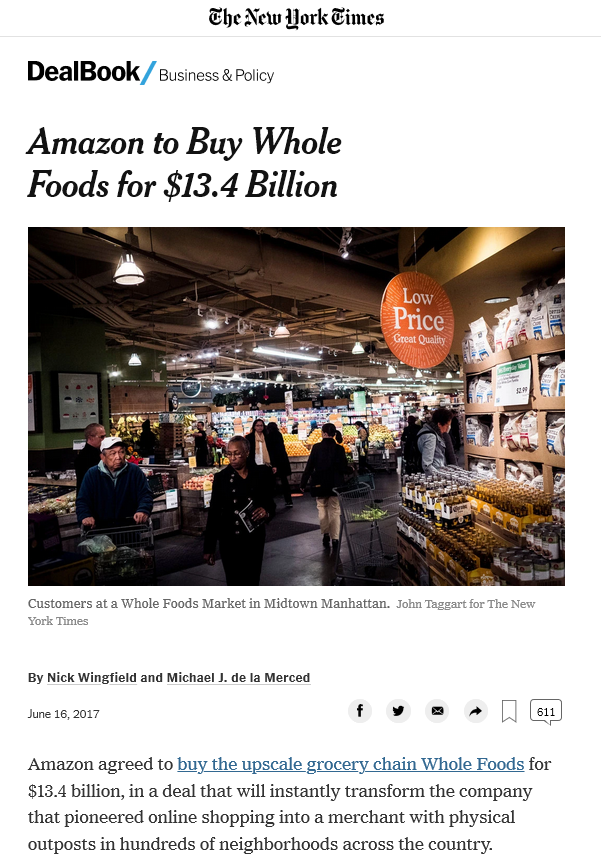 The New York Times
DealBook / Business & Policy
Amazon to Buy Whole
Foods for $13.4 Billion
Low
Price
Great Quality
$2.99
Customers at a Whole Foods Market in Midtown Manhattan. John Taggart for The New
York Times
By Nick Wingfield and Michael J. de la Merced
June 16, 2017
611
Amazon agreed to buy the upscale grocery chain Whole Foods for
$13.4 billion, in a deal that will instantly transform the company
that pioneered online shopping into a merchant with physical
outposts in hundreds of neighborhoods across the country.